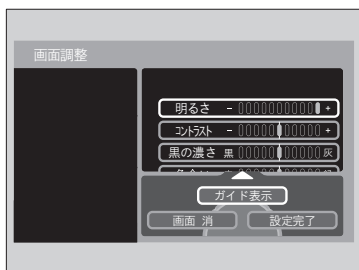 画面調整
明るさ - +
コントラスト - +
黒の濃さ 黒 灰
ガイド表示
画面 消 設定完了